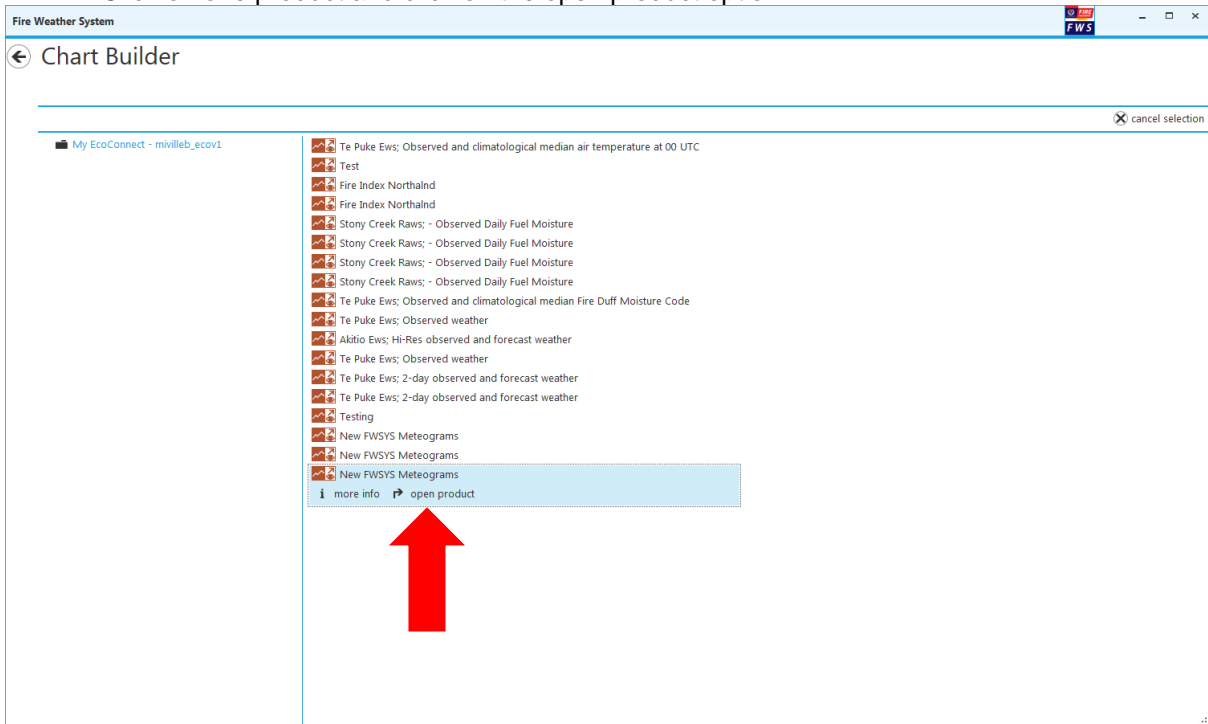 Fire Weather System
FIRE
FWS
Chart Builder
cancel selection
My EcoConnect - mivilleb_ecov1
Te Puke Ews; Observed and climatological median air temperature at 00 UTC
Test
Fire Index Northalnd
Fire Index Northalnd
Stony Creek Raws; - Observed Daily Fuel Moisture
Stony Creek Raws; - Observed Daily Fuel Moisture
Stony Creek Raws; - Observed Daily Fuel Moisture
Stony Creek Raws; - Observed Daily Fuel Moisture
Te Puke Ews; Observed and climatological median Fire Duff Moisture Code
Te Puke Ews; Observed weather
Akitio Ews; Hi-Res observed and forecast weather
Te Puke Ews; Observed weather
Te Puke Ews; 2-day observed and forecast weather
Te Puke Ews; 2-day observed and forecast weather
Testing
New FWSYS Meteograms
New FWSYS Meteograms
New FWSYS Meteograms
i more info open product